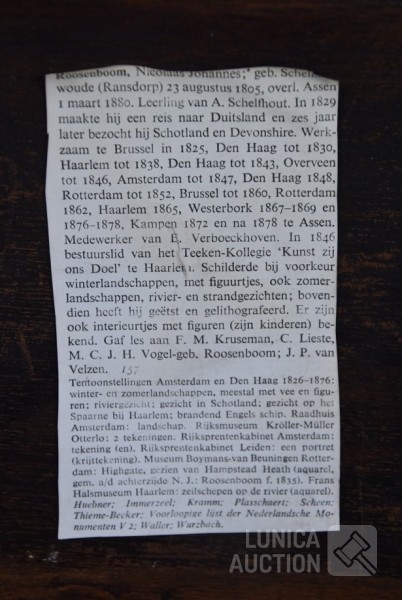 Roosenboom, Nicolaas Johannes; geb. Schel
woude (Ransdorp) 23 augustus 1805, overl. Assen
1 maart 1880. Leerling van A. Schelfhout. In 1829
maakte hij een reis naar Duitsland en zes jaar
later bezocht hij Schotland en Devonshire. Werk-
zaam te Brussel in 1825, Den Haag tot 1830,
Haarlem tot 1838, Den Haag tot 1843, Overveen
tot 1846, Amsterdam tot 1847, Den Haag 1848,
Rotterdam tot 1852, Brussel tot 1860, Rotterdam
1862, Haarlem 1865, Westerbork 1867-1869 en
1876-1878, Kampen 1872 en na 1878 te Assen.
Medewerker van E. Verboeckhoven. In 1846
bestuurslid van het Teeken-Kollegie 'Kunst zij
ons Doel' te Haarlem. Schilderde bij voorkeur
winterlandschappen, met figuurtjes, ook zomer-
landschappen, rivier- en strandgezichten; boven-
dien heeft hij geëtst en gelithografeerd. Er zijn
ook interieurtjes met figuren (zijn kinderen) be-
kend. Gaf les aan F. M. Kruseman, C. Lieste,
M. C. J. H. Vogel-geb. Roosenboom; J. P. van
Velzen. 157
Tentoonstellingen Amsterdam en Den Haag 1826-1876:
winter- en zomerlandschappen, meestal met vee en figu-
ren; riviergezicht; gezicht in Schotland; gezicht op het
Spaarne bij Haarlem; brandend Engels schip. Raadhuis
Amsterdam: landschap. Rijksmuseum Kröller-Müller
Otterlo: 2 tekeningen. Rijksprentenkabinet Amsterdam:
tekening (en). Rijksprentenkabinet Leiden: een portret
(krijttekening). Museum Boymans-van Beuningen Rotter-
dam: Highgate, gezien van Hampstead Heath (aquarel,
gem. a/d achterzijde N. J.: Roosenboom f. 1835). Frans
Halsmuseum Haarlem: zeilschepen op de rivier (aquarel).
Huebner; Immerzeel; Kramm; Plasschaert; Scheen;
Thieme-Becker; Voorloopige lijst der Nederlandsche Mo-
numenten V 2; Waller; Wurzbach.
LUNICA
AUCTION